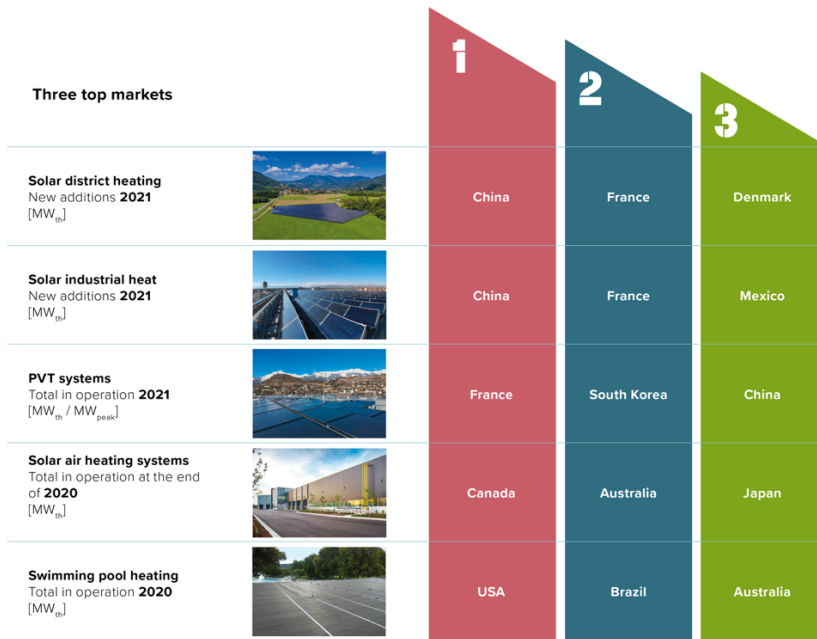 1
2
3
Three top markets
Solar district heating
New additions 2021
[MWth]
China
France
Denmark
Solar industrial heat
New additions 2021
[MWth]
China
France
Mexico
PVT systems
Total in operation 2021
[MWth / MWpeak]
France
South Korea
China
Solar air heating systems
Total in operation at the end
of 2020
[MWth]
Canada
Australia
Japan
Swimming pool heating
Total in operation 2020
[MWth]
USA
Brazil
Australia